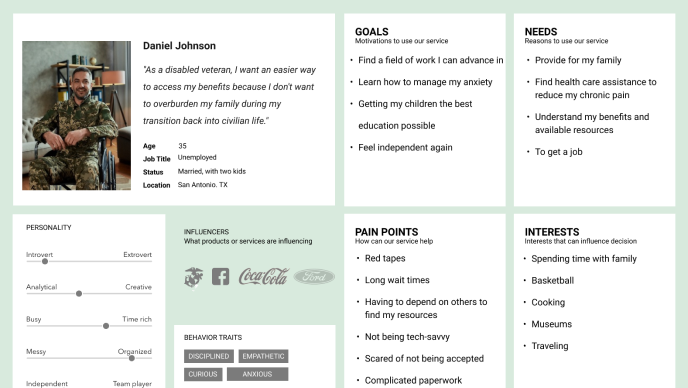 Daniel Johnson
"As a disabled veteran, I want an easier way
to access my benefits because I don't want
to overburden my family during my
transition back into civilian life."
Age 35
Job Title Unemployed
Status Married, with two kids
Location San Antonio. TX
GOALS
Motivations to use our service
• Find a field of work I can advance in
• Learn how to manage my anxiety
• Getting my children the best
education possible
• Feel independent again
NEEDS
Reasons to use our service
• Provide for my family
• Find health care assistance to
reduce my chronic pain
• Understand my benefits and
available resources
• To get a job
PERSONALITY
Introvert Extrovert
Analytical Creative
Busy Time rich
Messy Organized
Independent Team player
INFLUENCERS
What products or services are influencing
Coca-Cola
Ford
BEHAVIOR TRAITS
DISCIPLINED EMPATHETIC
CURIOUS ANXIOUS
PAIN POINTS
How can our service help
• Red tapes
• Long wait times
• Having to depend on others to
find my resources
• Not being tech-savvy
• Scared of not being accepted
• Complicated paperwork
INTERESTS
Interests that can influence decision
• Spending time with family
• Basketball
• Cooking
• Museums
• Traveling